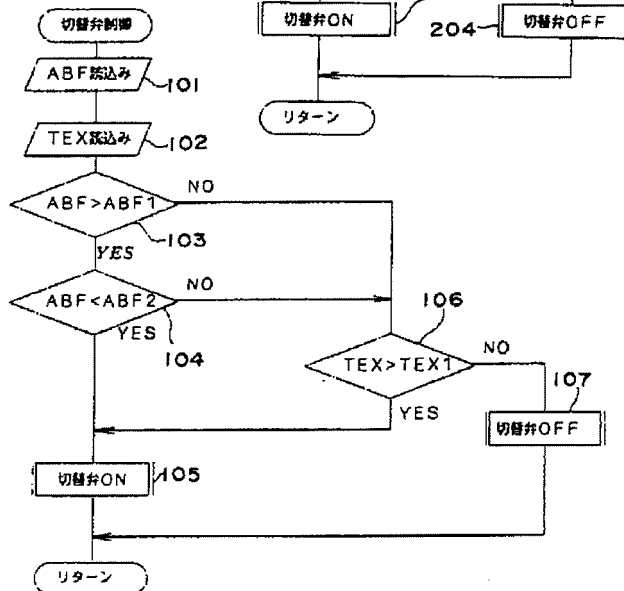 切替弁ON
204
切替弁OFF
リターン
切替弁制御
ABF読込み
101
TEX読込み
102
ABF>ABF1
NO
103
YES
ABF<ABF2
NO
104
YES
106
TEX>TEX1
NO
YES
107
切替弁OFF
切替弁ON
105
リターン